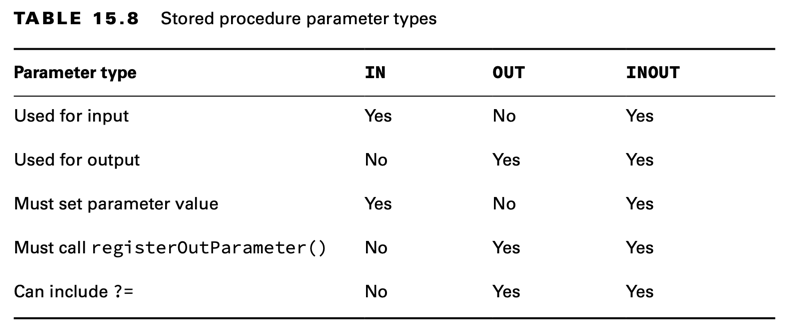 TABLE 15.8 Stored procedure parameter types
Parameter type IN OUT INOUT
Used for input Yes No Yes
Used for output No Yes Yes
Must set parameter value Yes No Yes
Must call registerOutParameter() No Yes Yes
Can include ?= No Yes Yes